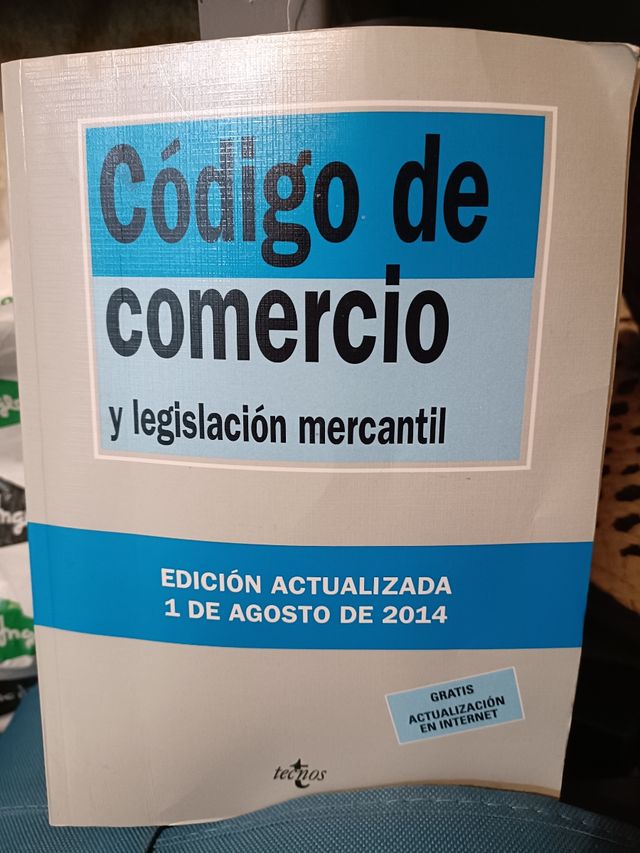 Código de
comercio
y legislación mercantil
EDICIÓN ACTUALIZADA
1 DE AGOSTO DE 2014
GRATIS
ACTUALIZACIÓN
EN INTERNET
tecnos